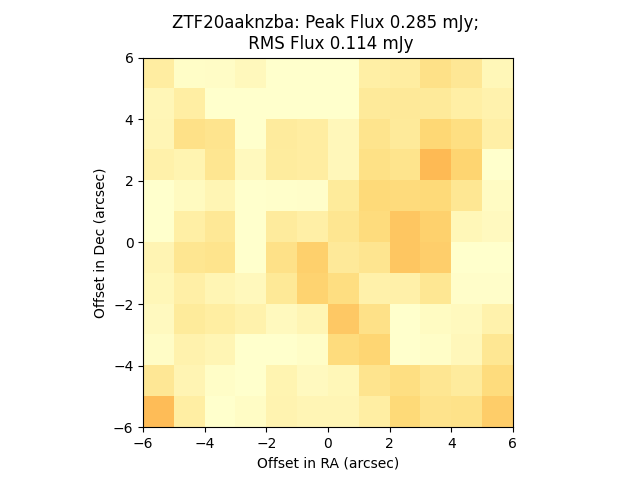 ZTF20aaknzba: Peak Flux 0.285 mJy;
RMS Flux 0.114 mJy
6
4
2
0
−2
−4
−6
Offset in Dec (arcsec)
−6 −4 −2 0 2 4 6
Offset in RA (arcsec)